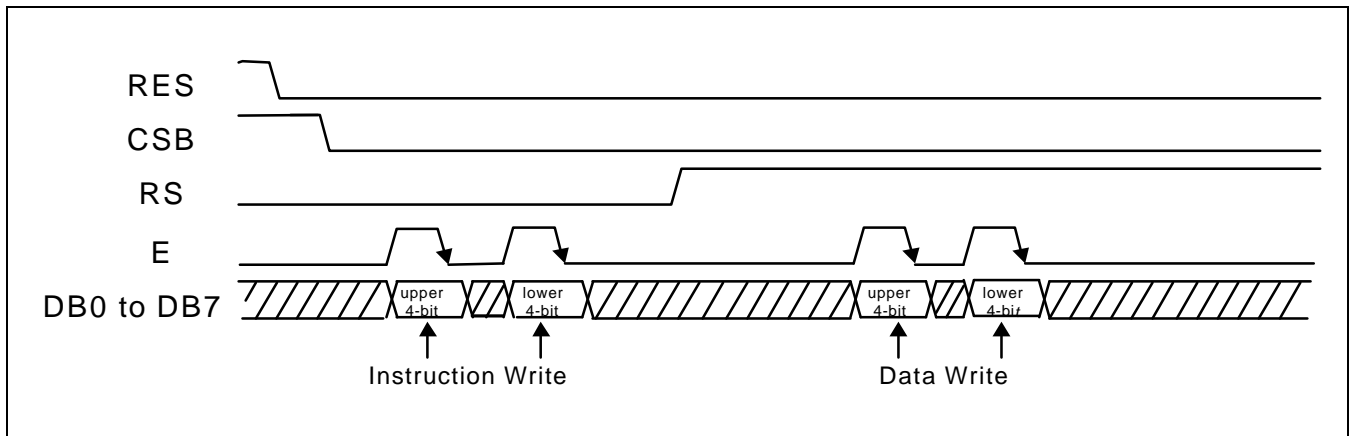 RES
CSB
RS
E
DB0 to DB7
upper
4-bit
lower
4-bit
upper
4-bit
lower
4-bit
Instruction Write
Data Write